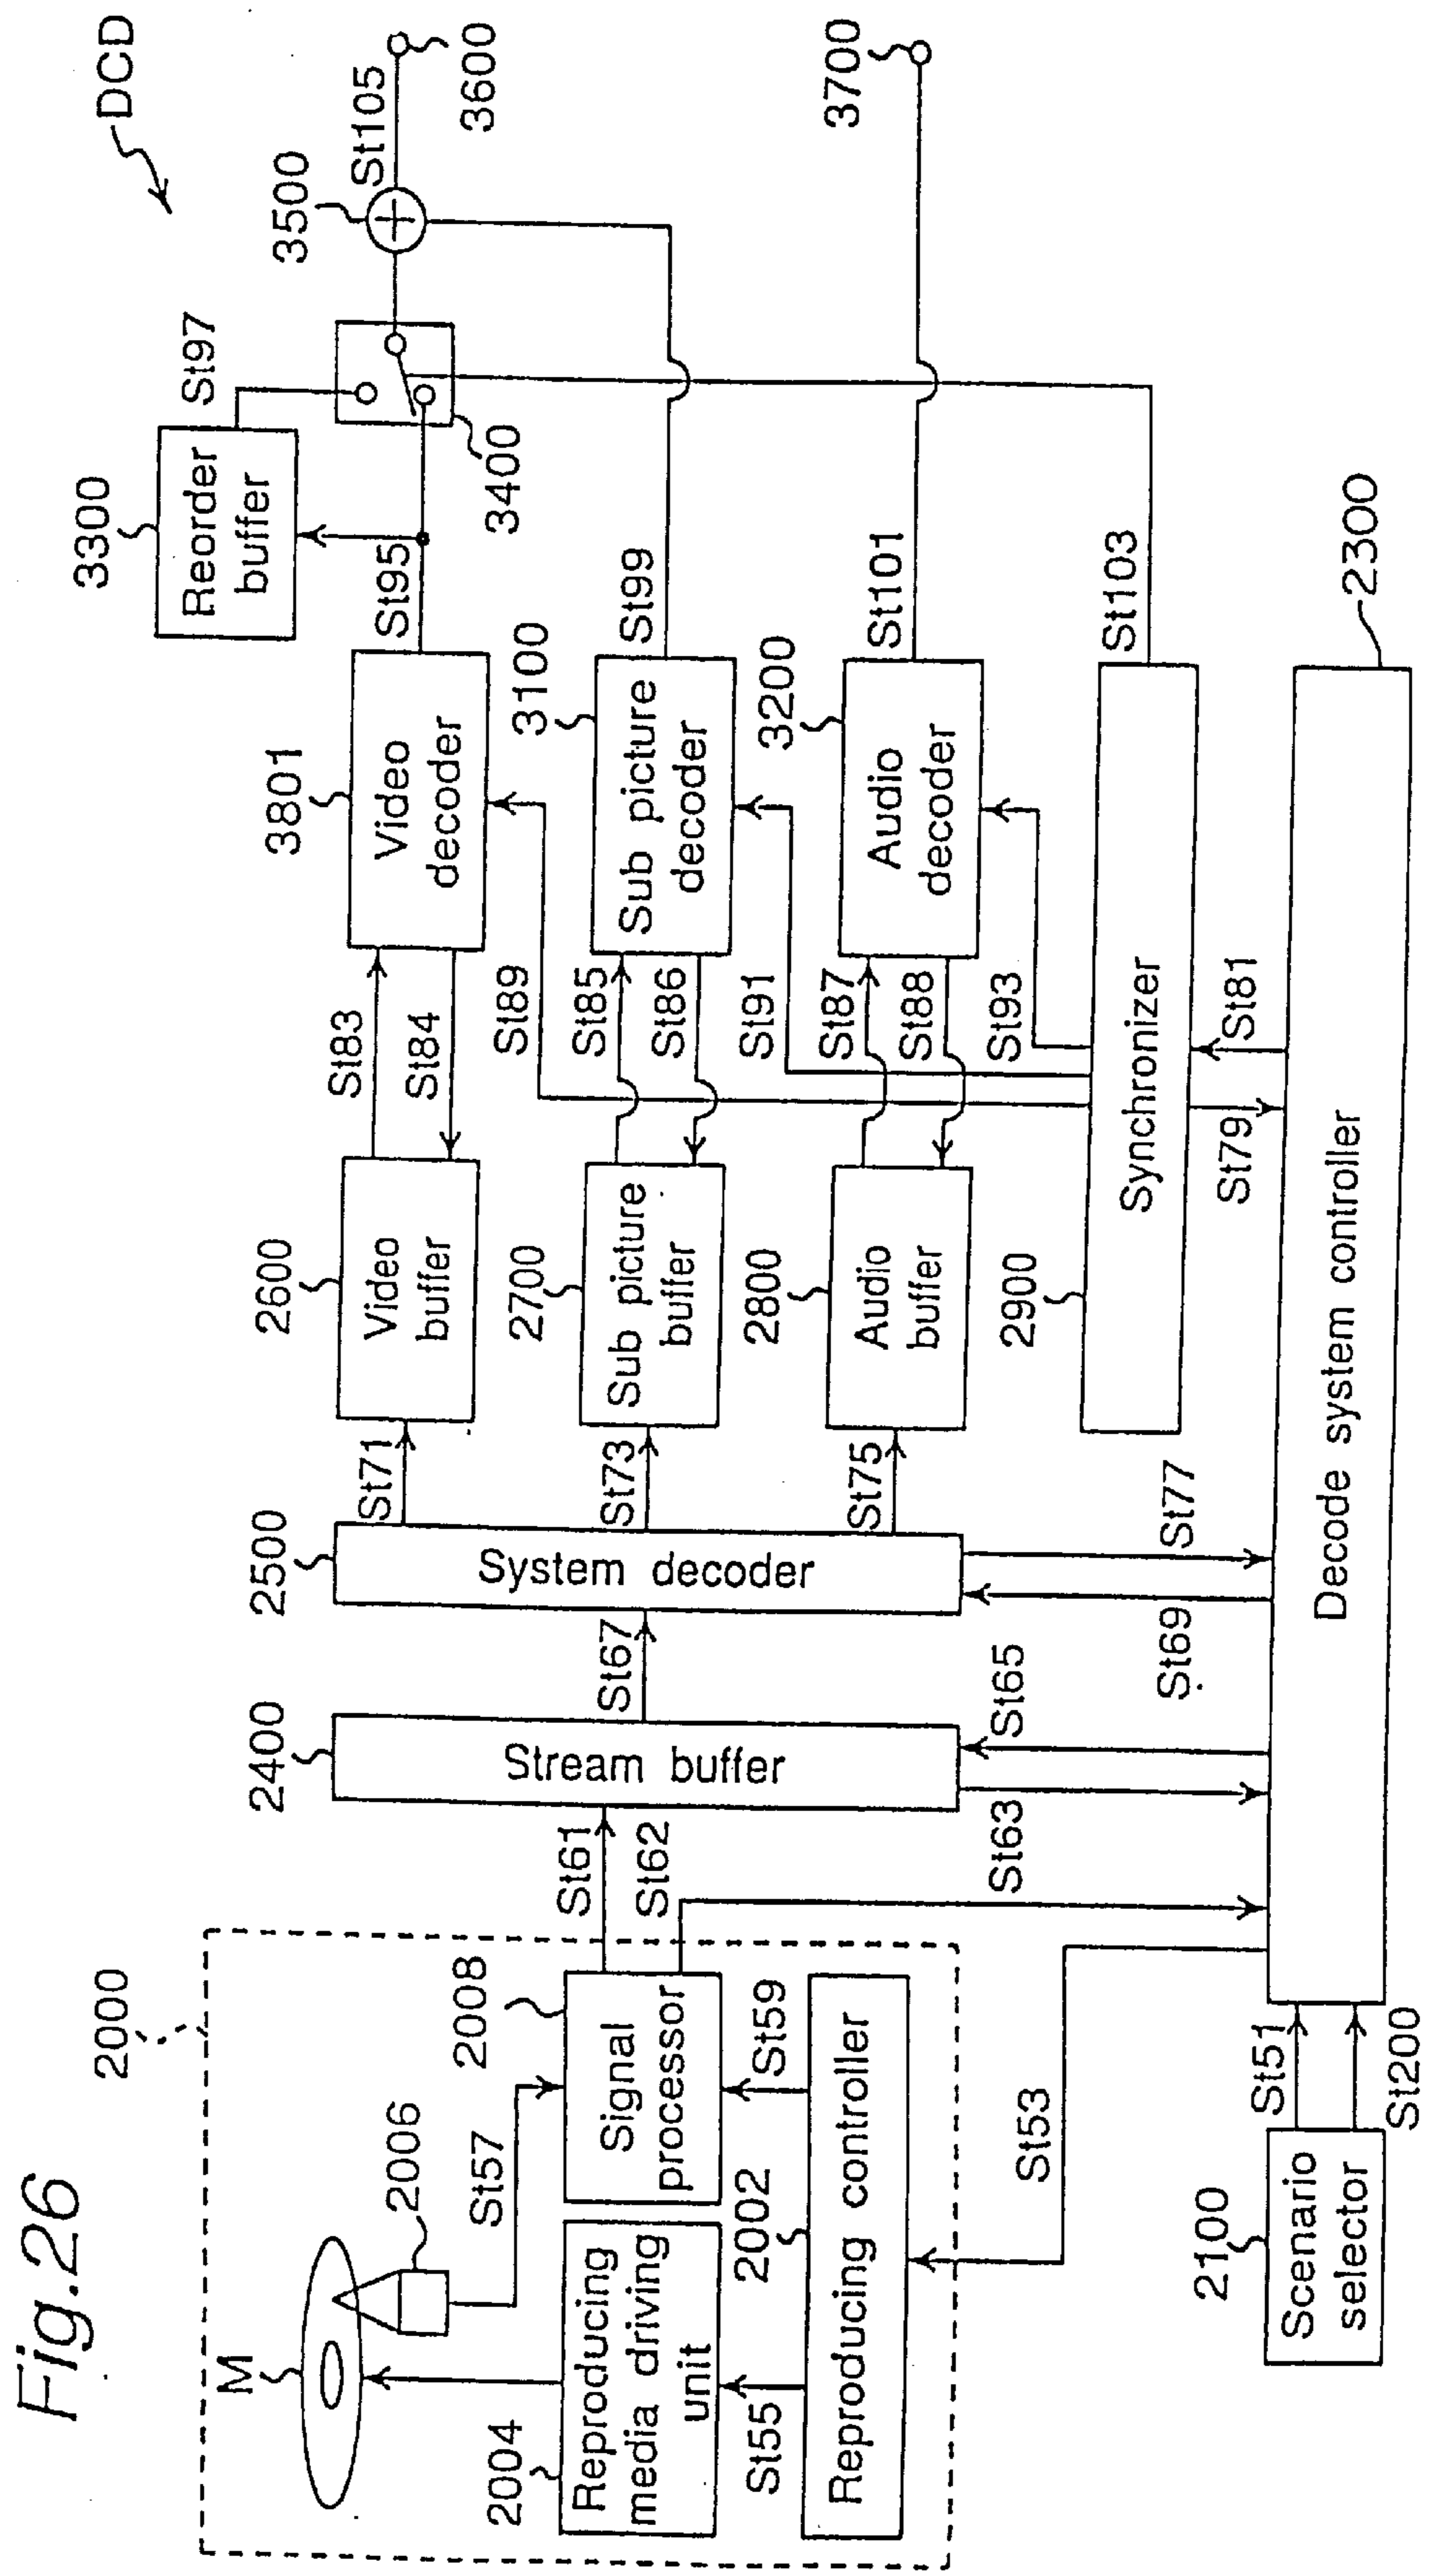 Fig.26
DCD
2000
M
2006
St57
2004
Reproducing
media driving
unit
2008
Signal
processor
St55
St59
2002
Reproducing controller
St53
2100
Scenario
selector
St51
St200
St61
St62
2400
Stream buffer
St63
St65
St67
2500
System decoder
St69
St77
St71
St73
St75
2600
Video
buffer
2700
Sub picture
buffer
2800
Audio
buffer
2900
Synchronizer
St79
St81
2300
Decode system controller
St83
St84
St89
St85
St86
St91
St87
St88
St93
3801
Video
decoder
3100
Sub picture
decoder
3200
Audio
decoder
St95
St99
St101
St103
3300
Reorder
buffer
St97
3400
3500
St105
3600
3700